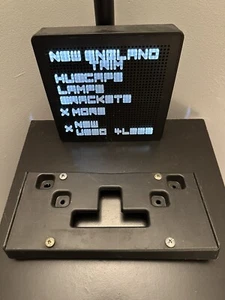 NEW ENGLAND
TRIM
HUBCAPS
LAMPS
BRACKETS
X MORE
X NEW
USED 4LESS